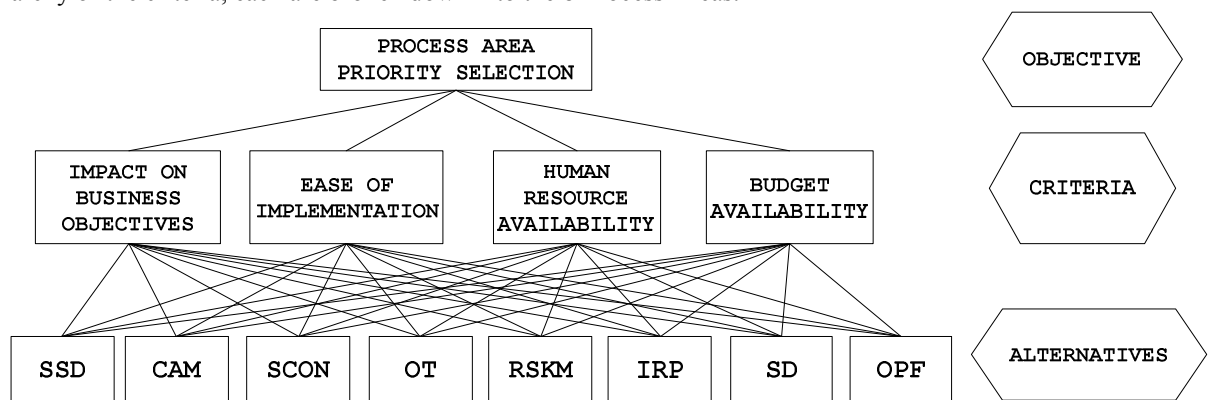 PROCESS AREA
PRIORITY SELECTION
OBJECTIVE
IMPACT ON
BUSINESS
OBJECTIVES
EASE OF
IMPLEMENTATION
HUMAN
RESOURCE
AVAILABILITY
BUDGET
AVAILABILITY
CRITERIA
SSD
CAM
SCON
OT
RSKM
IRP
SD
OPF
ALTERNATIVES